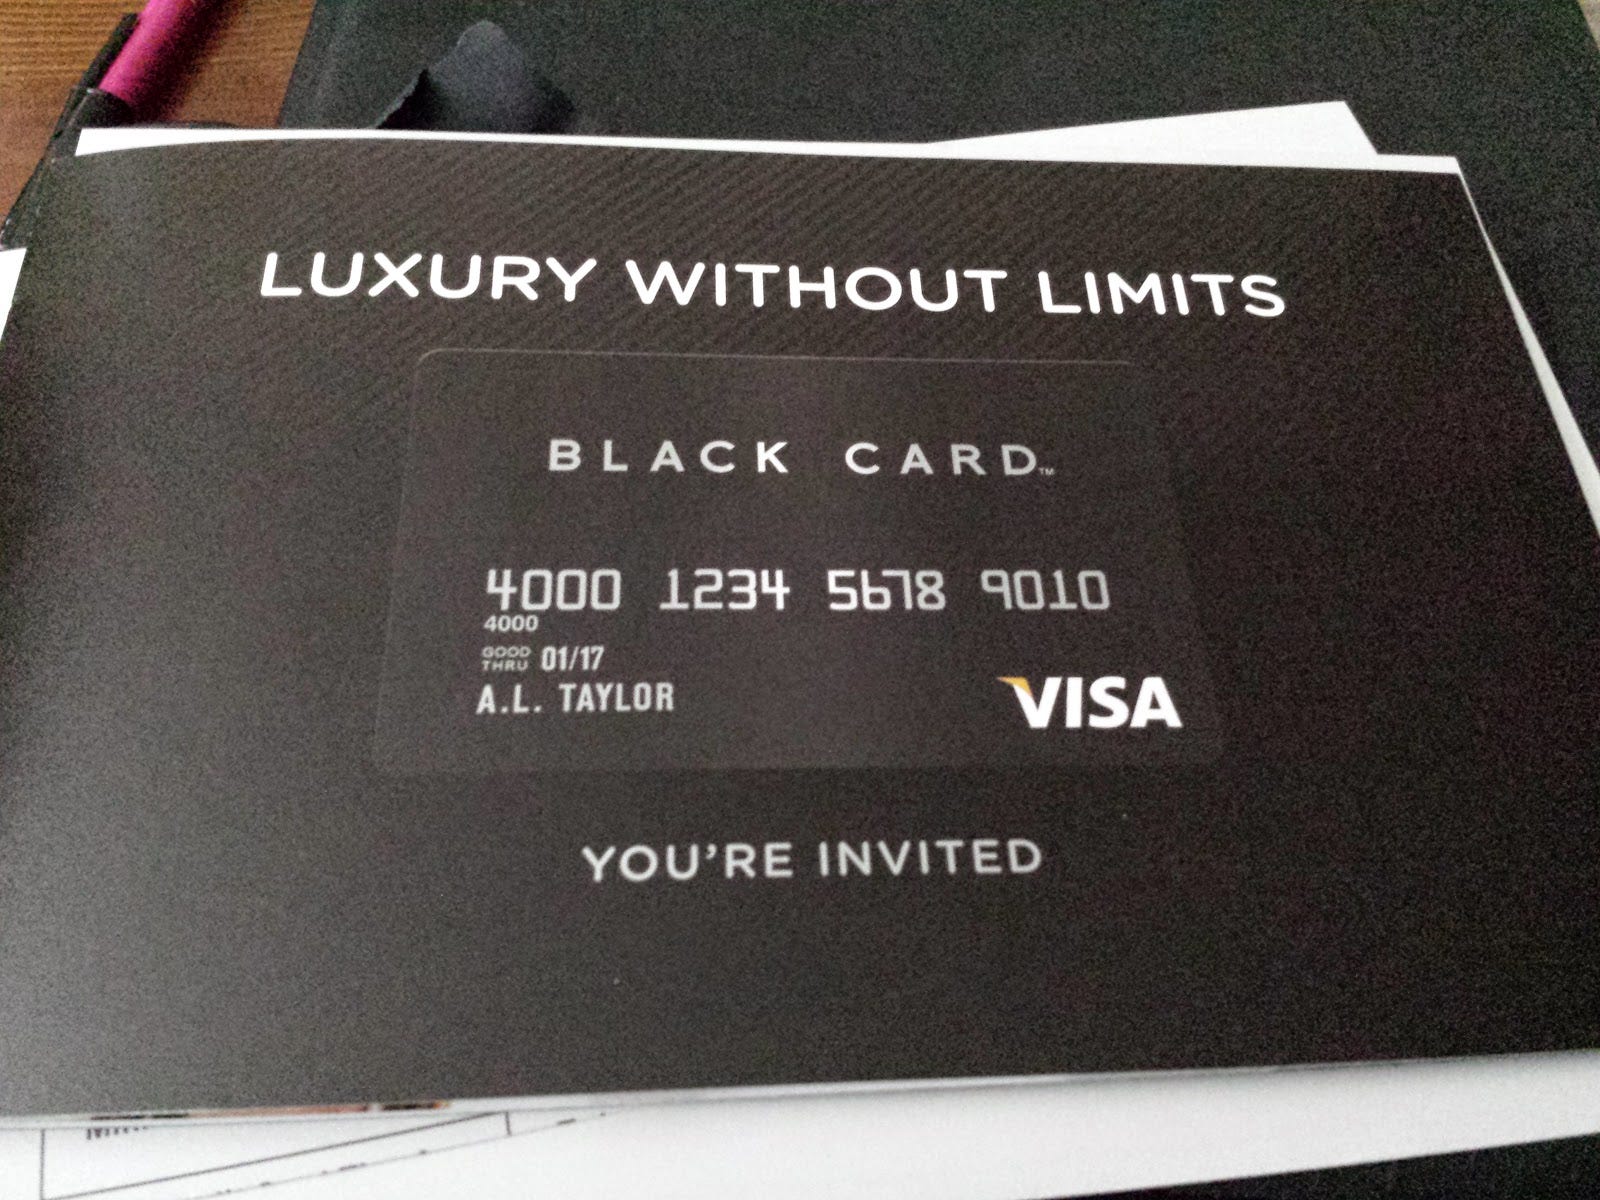 LUXURY WITHOUT LIMITS
BLACK CARD™
4000 1234 5678 9010
4000
GOOD THRU 01/17
A.L. TAYLOR
VISA
YOU'RE INVITED